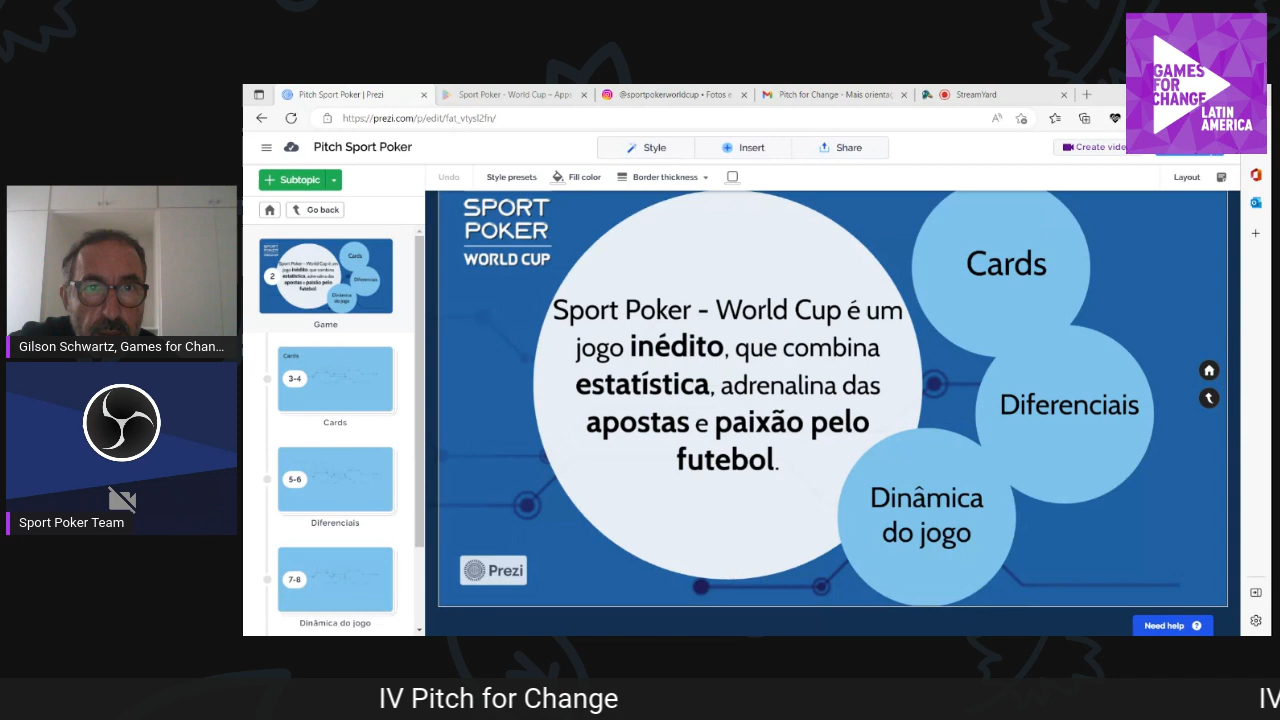 GAMES
FOR
CHANGE
LATIN
AMERICA
Pitch Sport Poker | Prezi
Sport Poker - World Cup – Apps
@sportpokerworldcup • Fotos e
Pitch for Change - Mais orientaç
StreamYard
https://prezi.com/p/edit/fat_vtysl2fn/
Pitch Sport Poker
Style
Insert
Share
Create vide
Subtopic
Undo
Style presets
Fill color
Border thickness
Layout
Go back
2
Game
Cards
3-4
Cards
5-6
Diferenciais
7-8
Dinâmica do jogo
SPORT
POKER
WORLD CUP
Sport Poker - World Cup é um
jogo inédito, que combina
estatística, adrenalina das
apostas e paixão pelo
futebol.
Cards
Diferenciais
Dinâmica
do jogo
Prezi
Need help ?
Gilson Schwartz, Games for Chan...
Sport Poker Team
IV Pitch for Change
IV